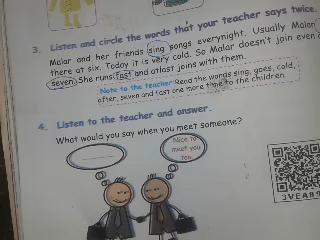 3. Listen and circle the words that your teacher says twice.
Malar and her friends sing songs everynight. Usually Malar
there at six. Today it is very cold. So Malar doesn't join even
seven. She runs fast and atlast joins with them.
Note to the teacher: Read the words sing, goes, cold,
after, seven and fast one more time to the children.
4. Listen to the teacher and answer.
What would you say when you meet someone?
Nice to
meet you
too.
3VEA8